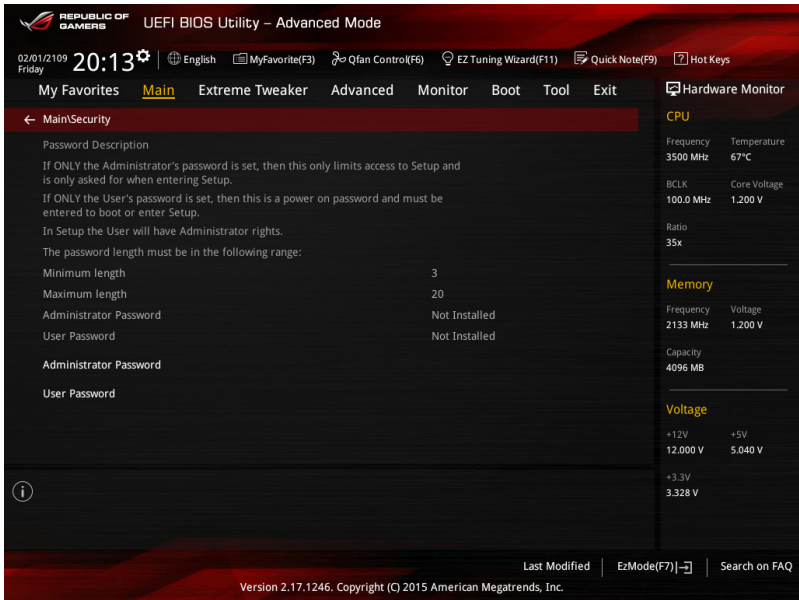 REPUBLIC OF
GAMERS
UEFI BIOS Utility – Advanced Mode
02/01/2109
Friday
20:13
English
MyFavorite(F3)
Qfan Control(F6)
EZ Tuning Wizard(F11)
Quick Note(F9)
? Hot Keys
My Favorites
Main
Extreme Tweaker
Advanced
Monitor
Boot
Tool
Exit
Hardware Monitor
← Main\Security
Password Description
If ONLY the Administrator's password is set, then this only limits access to Setup and
is only asked for when entering Setup.
If ONLY the User's password is set, then this is a power on password and must be
entered to boot or enter Setup.
In Setup the User will have Administrator rights.
The password length must be in the following range:
Minimum length 3
Maximum length 20
Administrator Password Not Installed
User Password Not Installed
Administrator Password
User Password
CPU
Frequency Temperature
3500 MHz 67°C
BCLK Core Voltage
100.0 MHz 1.200 V
Ratio
35x
Memory
Frequency Voltage
2133 MHz 1.200 V
Capacity
4096 MB
Voltage
+12V +5V
12.000 V 5.040 V
+3.3V
3.328 V
i
Last Modified
EzMode(F7)
Search on FAQ
Version 2.17.1246. Copyright (C) 2015 American Megatrends, Inc.